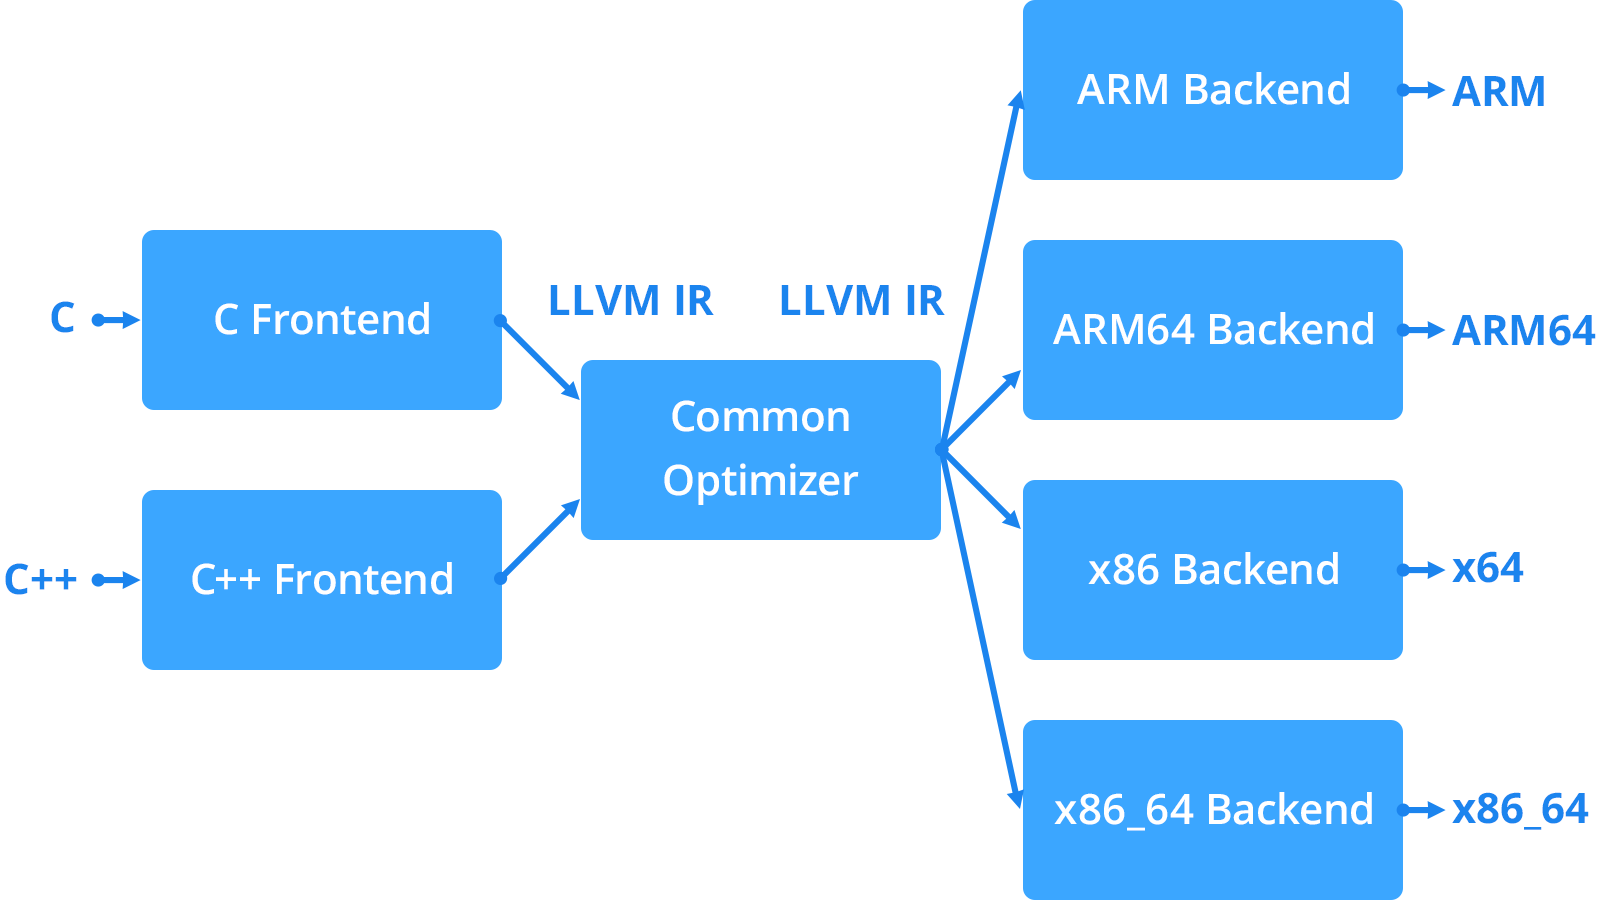 C
C Frontend
C++
C++ Frontend
LLVM IR
LLVM IR
Common
Optimizer
ARM Backend
ARM
ARM64 Backend
ARM64
x86 Backend
x64
x86_64 Backend
x86_64